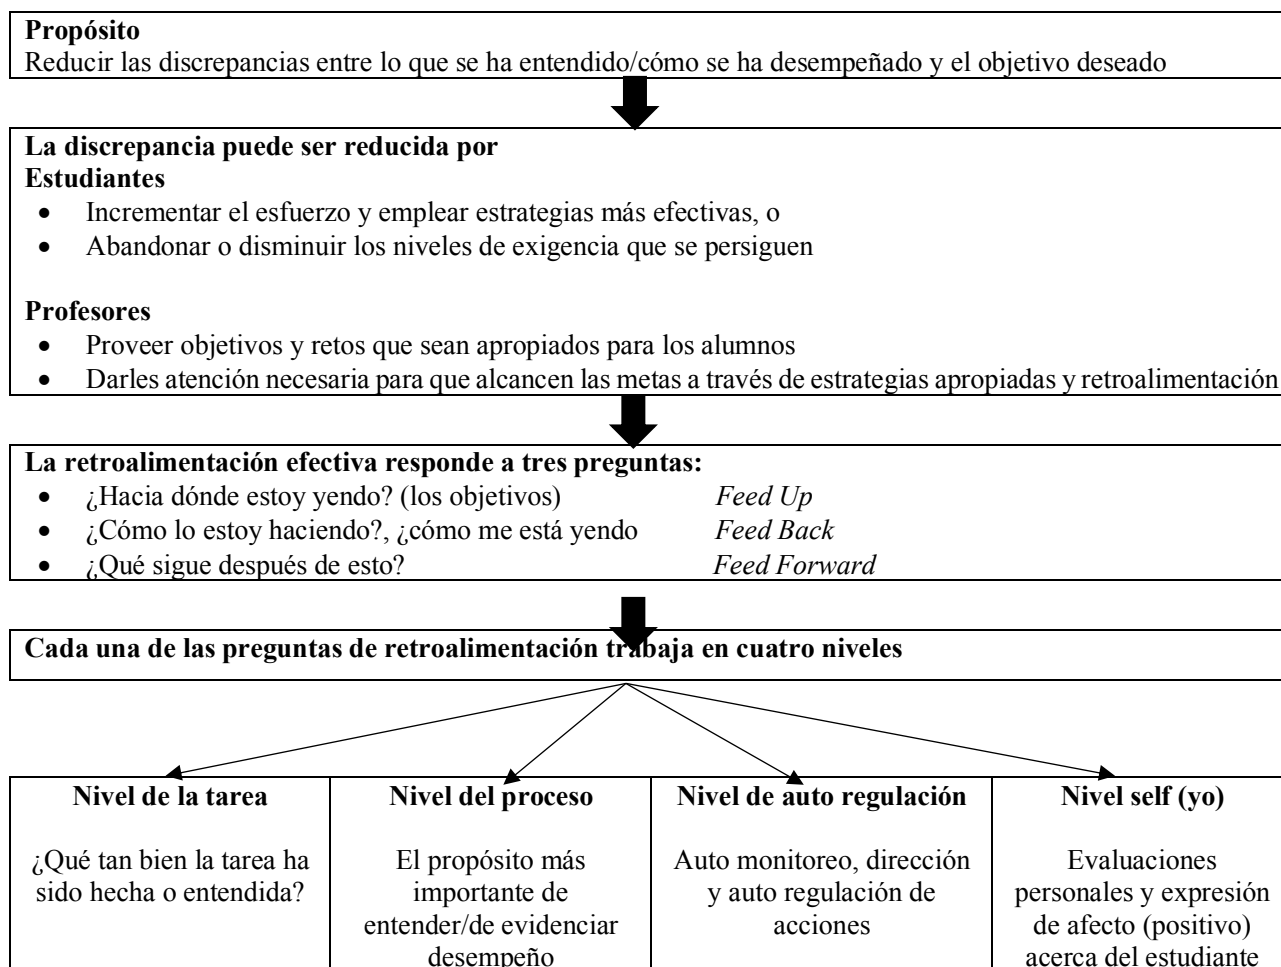 Propósito
Reducir las discrepancias entre lo que se ha entendido/cómo se ha desempeñado y el objetivo deseado
La discrepancia puede ser reducida por
Estudiantes
• Incrementar el esfuerzo y emplear estrategias más efectivas, o
• Abandonar o disminuir los niveles de exigencia que se persiguen
Profesores
• Proveer objetivos y retos que sean apropiados para los alumnos
• Darles atención necesaria para que alcancen las metas a través de estrategias apropiadas y retroalimentación
La retroalimentación efectiva responde a tres preguntas:
• ¿Hacia dónde estoy yendo? (los objetivos) Feed Up
• ¿Cómo lo estoy haciendo?, ¿cómo me está yendo Feed Back
• ¿Qué sigue después de esto? Feed Forward
Cada una de las preguntas de retroalimentación trabaja en cuatro niveles
Nivel de la tarea
¿Qué tan bien la tarea ha
sido hecha o entendida?
Nivel del proceso
El propósito más
importante de
entender/de evidenciar
desempeño
Nivel de auto regulación
Auto monitoreo, dirección
y auto regulación de
acciones
Nivel self (yo)
Evaluaciones
personales y expresión
de afecto (positivo)
acerca del estudiante